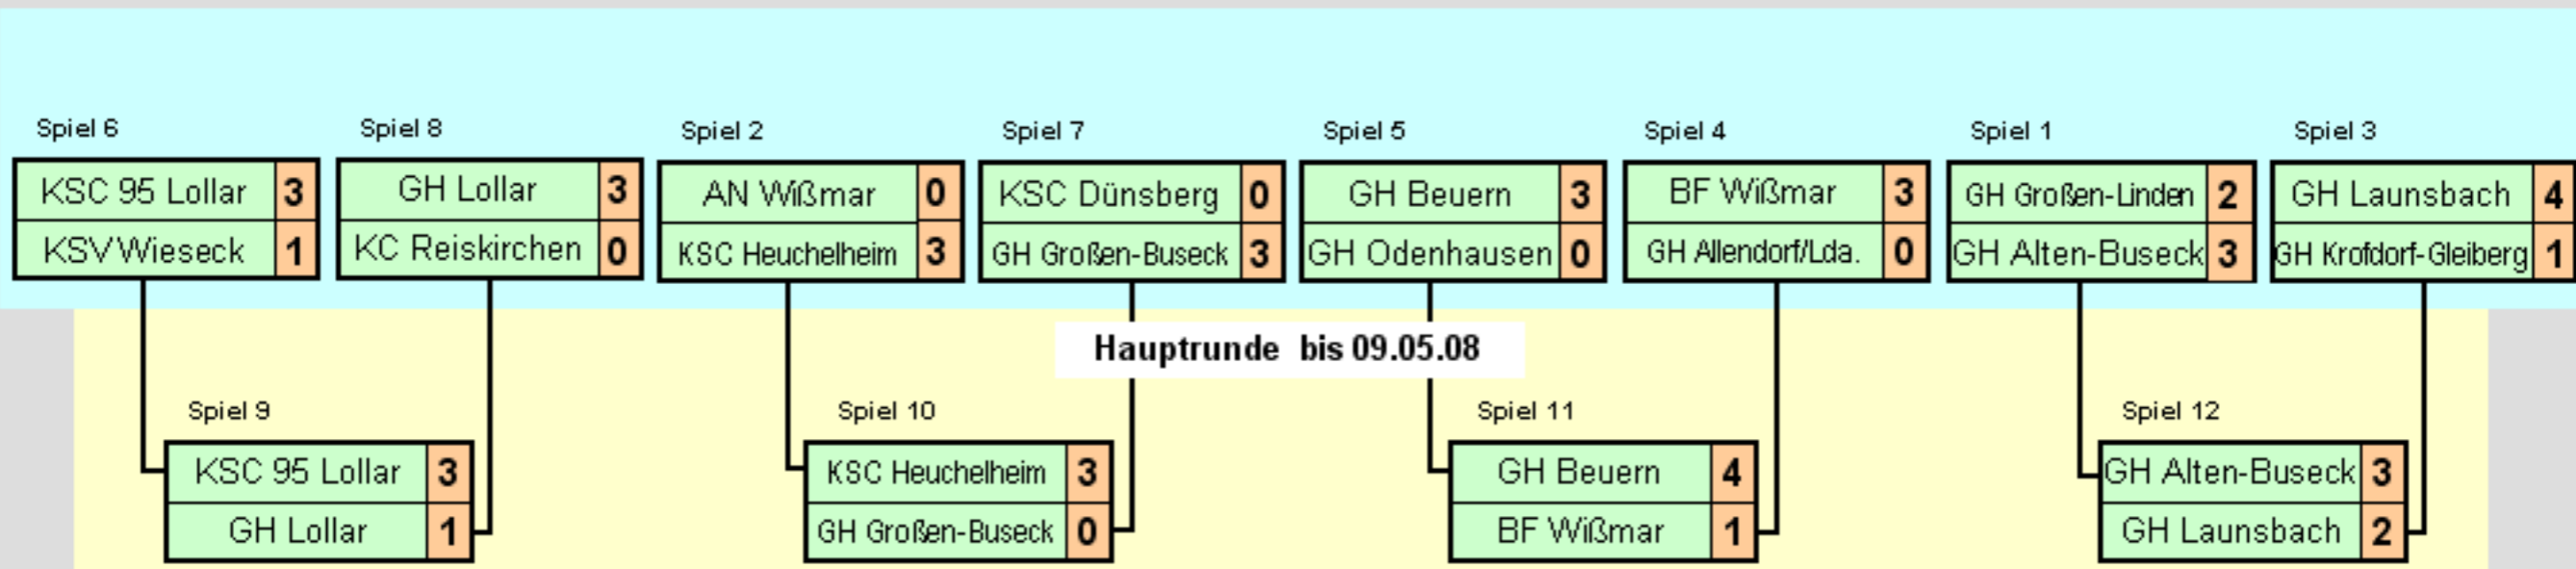 Spiel 6
KSC 95 Lollar 3
KSV Wieseck 1
Spiel 8
GH Lollar 3
KC Reiskirchen 0
Spiel 2
AN Wißmar 0
KSC Heuchelheim 3
Spiel 7
KSC Dünsberg 0
GH Großen-Buseck 3
Spiel 5
GH Beuern 3
GH Odenhausen 0
Spiel 4
BF Wißmar 3
GH Allendorf/Lda. 0
Spiel 1
GH Großen-Linden 2
GH Alten-Buseck 3
Spiel 3
GH Launsbach 4
GH Krofdorf-Gleiberg 1
Hauptrunde bis 09.05.08
Spiel 9
KSC 95 Lollar 3
GH Lollar 1
Spiel 10
KSC Heuchelheim 3
GH Großen-Buseck 0
Spiel 11
GH Beuern 4
BF Wißmar 1
Spiel 12
GH Alten-Buseck 3
GH Launsbach 2